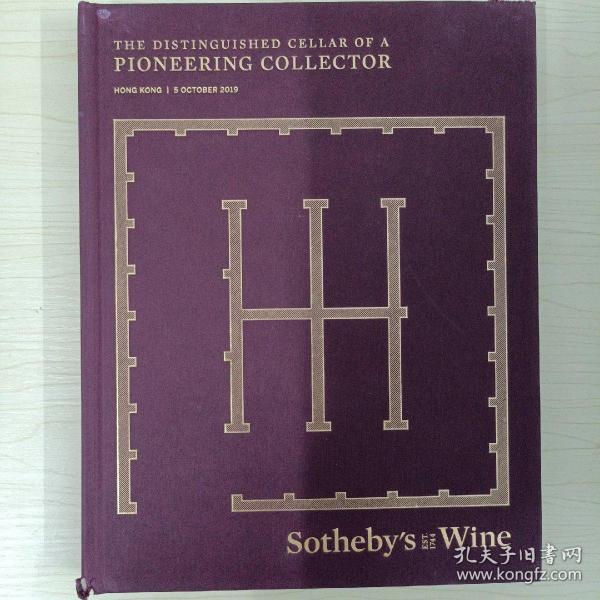 THE DISTINGUISHED CELLAR OF A
PIONEERING COLLECTOR
HONG KONG | 5 OCTOBER 2019
Sotheby's EST. 1744 Wine
孔夫子旧书网
www.kongfz.com